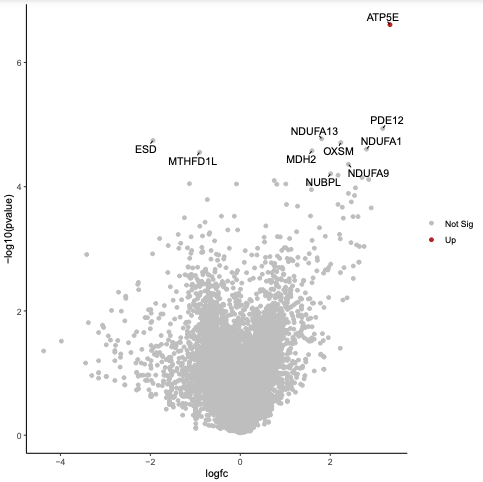 ATP5E
6
PDE12
NDUFA13
NDUFA1
ESD
OXSM
MTHFD1L
MDH2
NDUFA9
NUBPL
4
−log10(pvalue)
Not Sig
Up
2
0
−4
−2
0
2
logfc